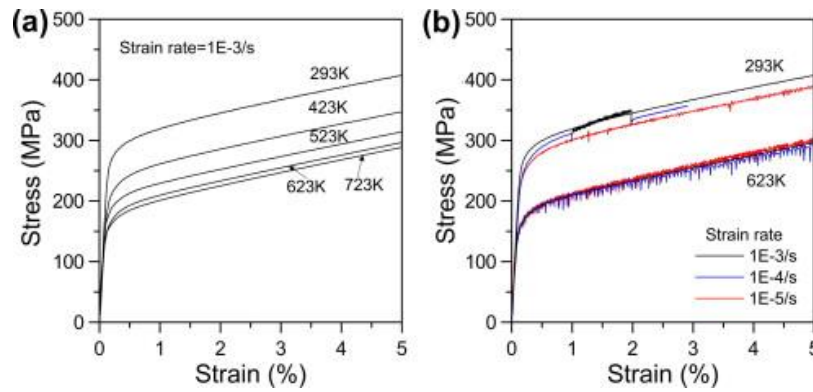 (a)
Strain rate=1E-3/s
293K
423K
523K
623K
723K
Stress (MPa)
500
400
300
200
100
0
0 1 2 3 4 5
Strain (%)
(b)
293K
623K
Strain rate
1E-3/s
1E-4/s
1E-5/s
Stress (MPa)
500
400
300
200
100
0
0 1 2 3 4 5
Strain (%)